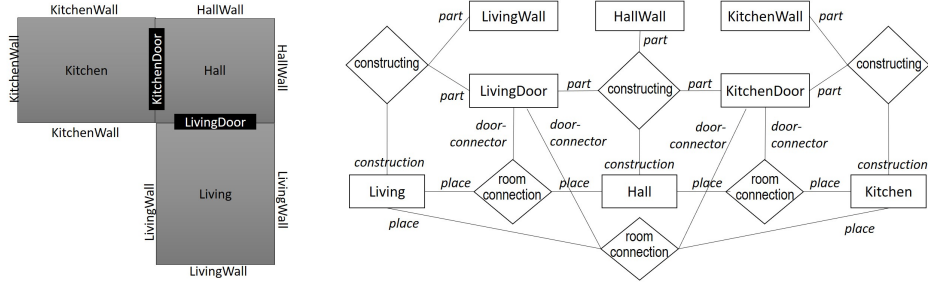 KitchenWall
HallWall
KitchenWall
Kitchen
KitchenDoor
Hall
HallWall
LivingDoor
KitchenWall
LivingWall
Living
LivingWall
LivingWall
LivingWall
HallWall
KitchenWall
part
part
part
constructing
constructing
constructing
LivingDoor
KitchenDoor
part
part
part
part
door-
connector
door-
connector
door-
connector
door-
connector
construction
construction
construction
Living
place
room
connection
place
Hall
place
room
connection
place
Kitchen
place
room
connection
place